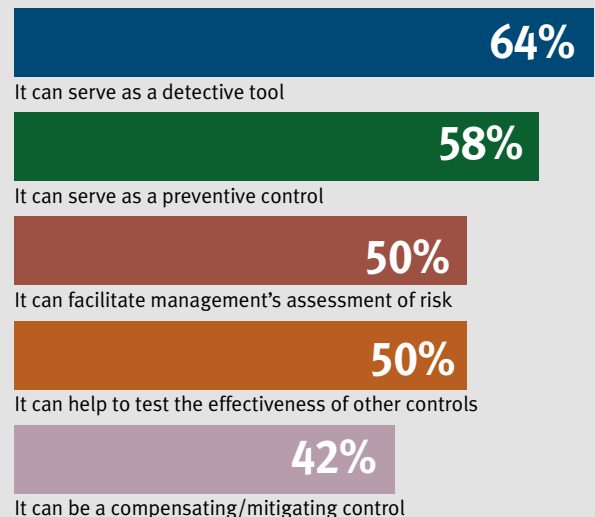 64%
It can serve as a detective tool
58%
It can serve as a preventive control
50%
It can facilitate management’s assessment of risk
50%
It can help to test the effectiveness of other controls
42%
It can be a compensating/mitigating control